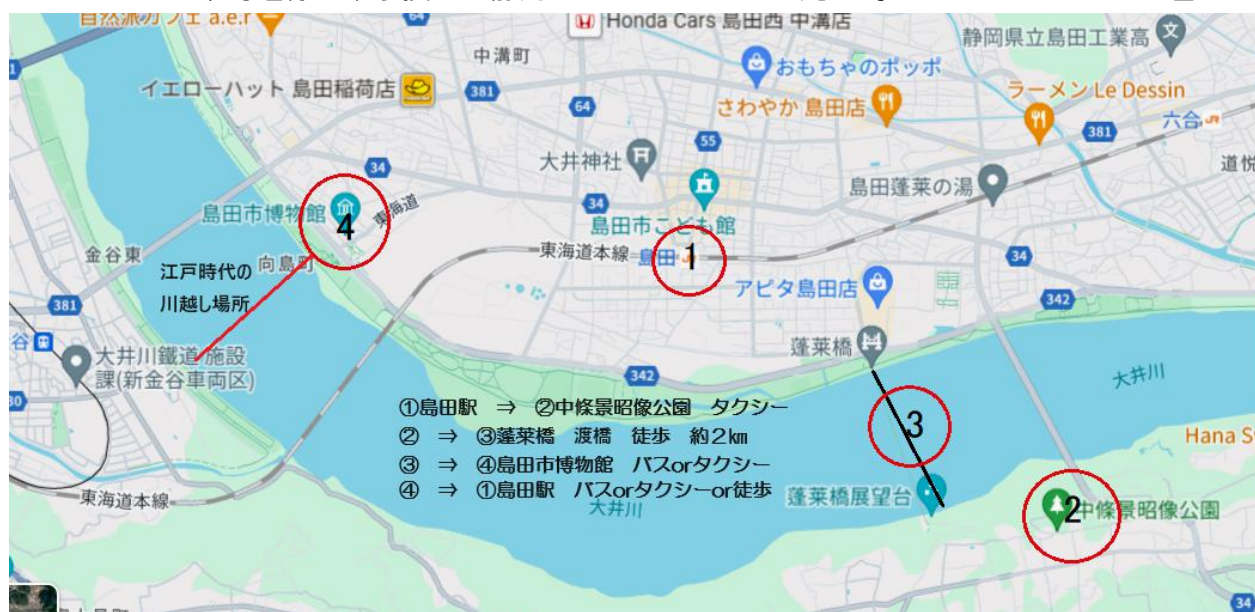 自然派カフェ a.e.r
Honda Cars 島田西 中溝店
中溝町
静岡県立島田工業高
文
おもちゃのポッポ
イエローハット 島田稲荷店
381
64
さわやか 島田店
ラーメン Le Dessin
381
六合
JR
55
大井神社
34
道悦
島田蓬莱の湯
島田市博物館
4
東海道
34
島田市こども館
金谷東
江戸時代の
向島町
川越し場所
東海道本線
島田
1
34
アピタ島田店
342
381
谷
大井川鐵道 施設
課(新金谷車両区)
蓬莱橋
342
大井川
①島田駅 ⇒ ②中條景昭像公園 タクシー
② ⇒ ③蓬莱橋 渡橋 徒歩 約2km
③ ⇒ ④島田市博物館 バスorタクシー
④ ⇒ ①島田駅 バスorタクシーor徒歩
3
Hana S
東海道本線
大井川
蓬莱橋展望台
2
中條景昭像公園
34